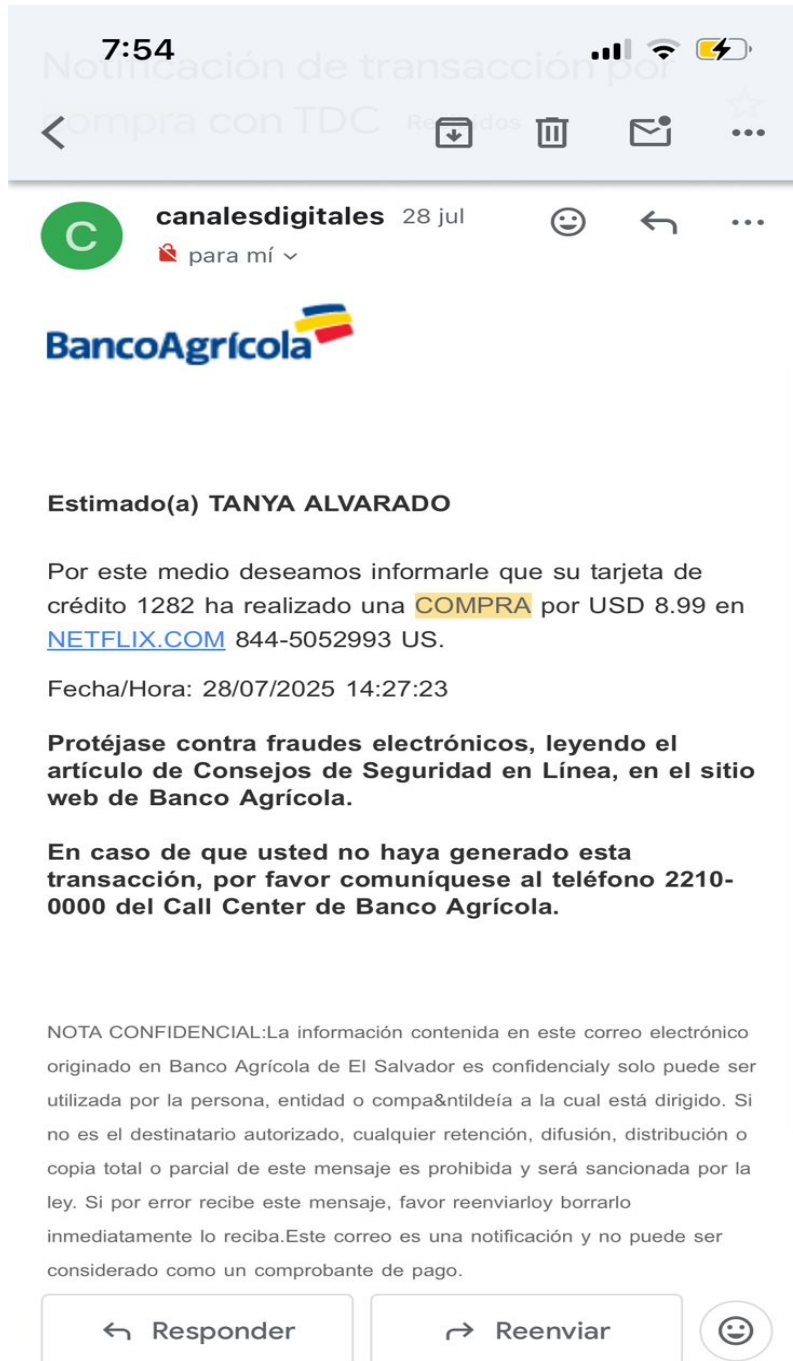 7:54
Notificación de transacción por
compra con TDC Recibidos
C
canalesdigitales 28 jul
para mí
BancoAgrícola
Estimado(a) TANYA ALVARADO
Por este medio deseamos informarle que su tarjeta de
crédito 1282 ha realizado una COMPRA por USD 8.99 en
NETFLIX.COM 844-5052993 US.
Fecha/Hora: 28/07/2025 14:27:23
Protéjase contra fraudes electrónicos, leyendo el
artículo de Consejos de Seguridad en Línea, en el sitio
web de Banco Agrícola.
En caso de que usted no haya generado esta
transacción, por favor comuníquese al teléfono 2210-
0000 del Call Center de Banco Agrícola.
NOTA CONFIDENCIAL:La información contenida en este correo electrónico
originado en Banco Agrícola de El Salvador es confidencialy solo puede ser
utilizada por la persona, entidad o compa&ntildeía a la cual está dirigido. Si
no es el destinatario autorizado, cualquier retención, difusión, distribución o
copia total o parcial de este mensaje es prohibida y será sancionada por la
ley. Si por error recibe este mensaje, favor reenviarloy borrarlo
inmediatamente lo reciba.Este correo es una notificación y no puede ser
considerado como un comprobante de pago.
Responder
Reenviar